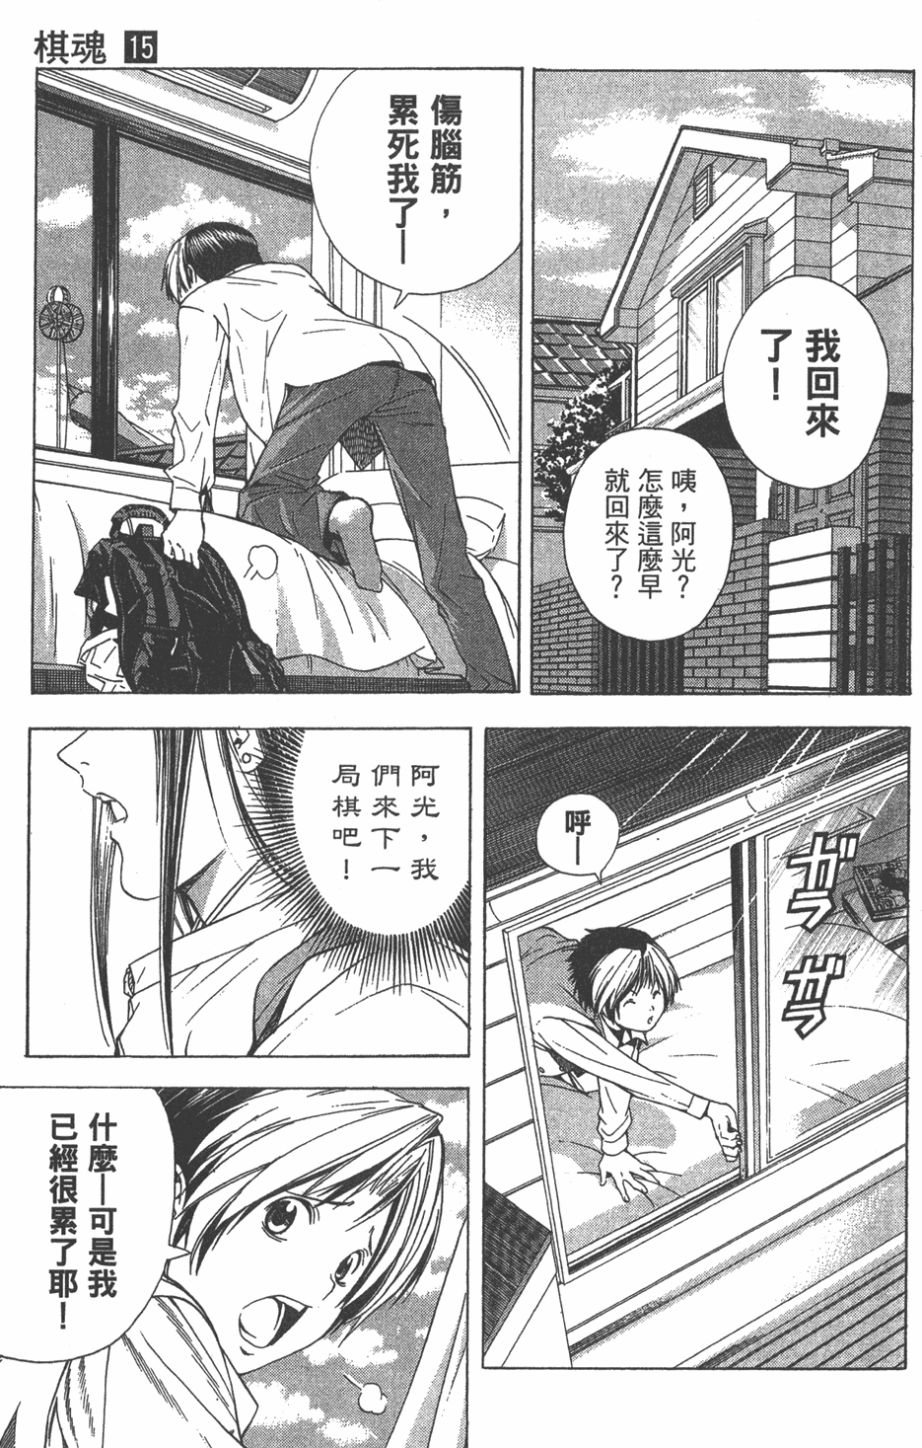 棋魂 15
我回來
了！
咦，阿光？
怎麼這麼早
就回來了？
傷腦筋，
累死我了—
呼—
ガラ
ガラ
阿光，我
們來下一
局棋吧！
什麼—可是我
已經很累了耶！